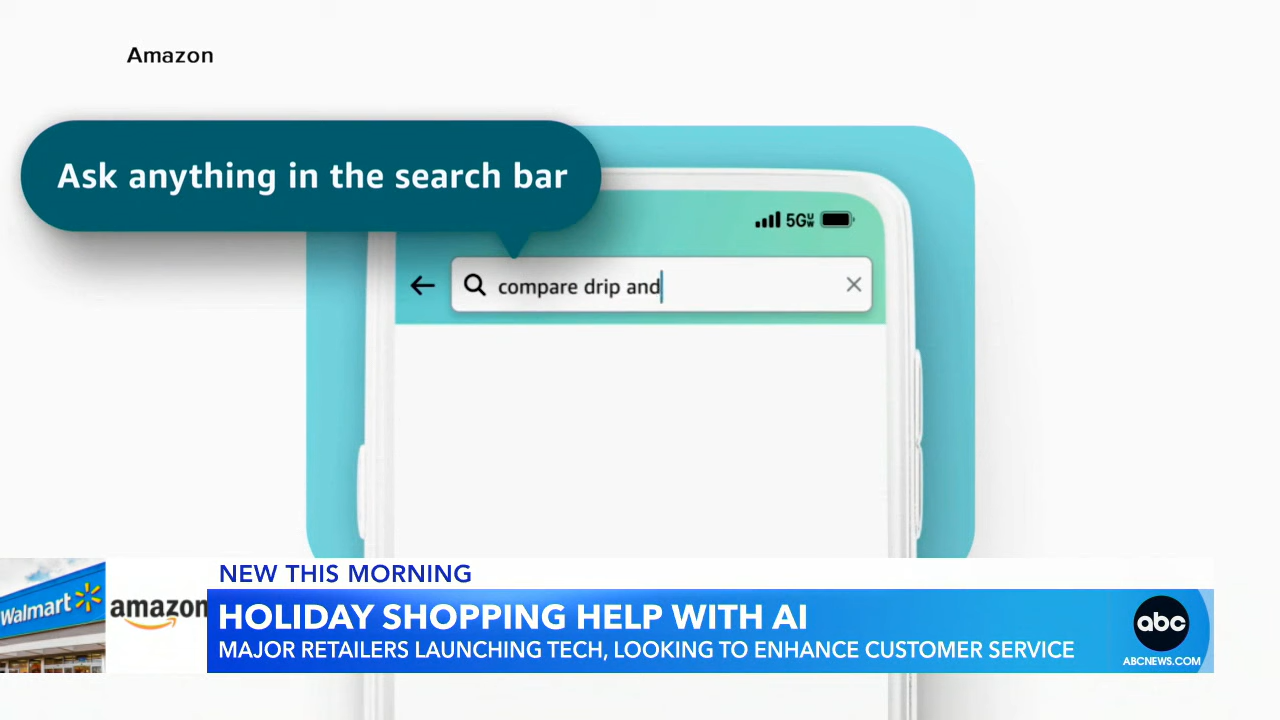 Amazon
Ask anything in the search bar
5G UW
compare drip and
NEW THIS MORNING
Walmart
amazon
HOLIDAY SHOPPING HELP WITH AI
MAJOR RETAILERS LAUNCHING TECH, LOOKING TO ENHANCE CUSTOMER SERVICE
abc
ABCNEWS.COM